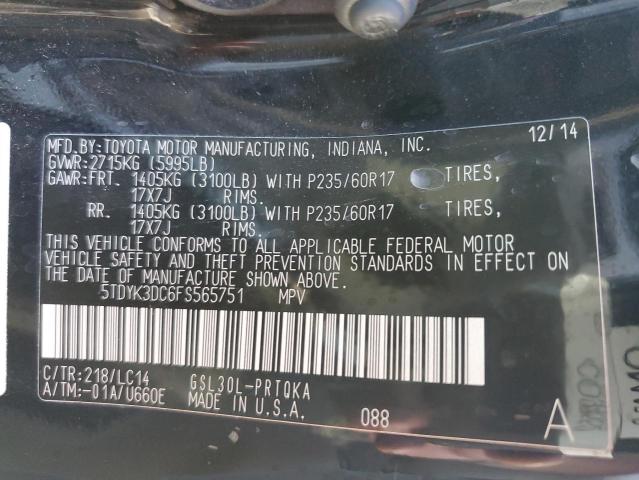 MFD.BY:TOYOTA MOTOR MANUFACTURING, INDIANA, INC. 12/14
GVWR:2715KG (5995LB)
GAWR:FRT. 1405KG (3100LB) WITH P235/60R17 TIRES,
17X7J RIMS.
RR. 1405KG (3100LB) WITH P235/60R17 TIRES,
17X7J RIMS.
THIS VEHICLE CONFORMS TO ALL APPLICABLE FEDERAL MOTOR
VEHICLE SAFETY AND THEFT PREVENTION STANDARDS IN EFFECT ON
THE DATE OF MANUFACTURE SHOWN ABOVE.
5TDYK3DC6FS565751 MPV
C/TR:218/LC14 GSL30L-PRTQKA
A/TM:-01A/U660E MADE IN U.S.A. 088 A